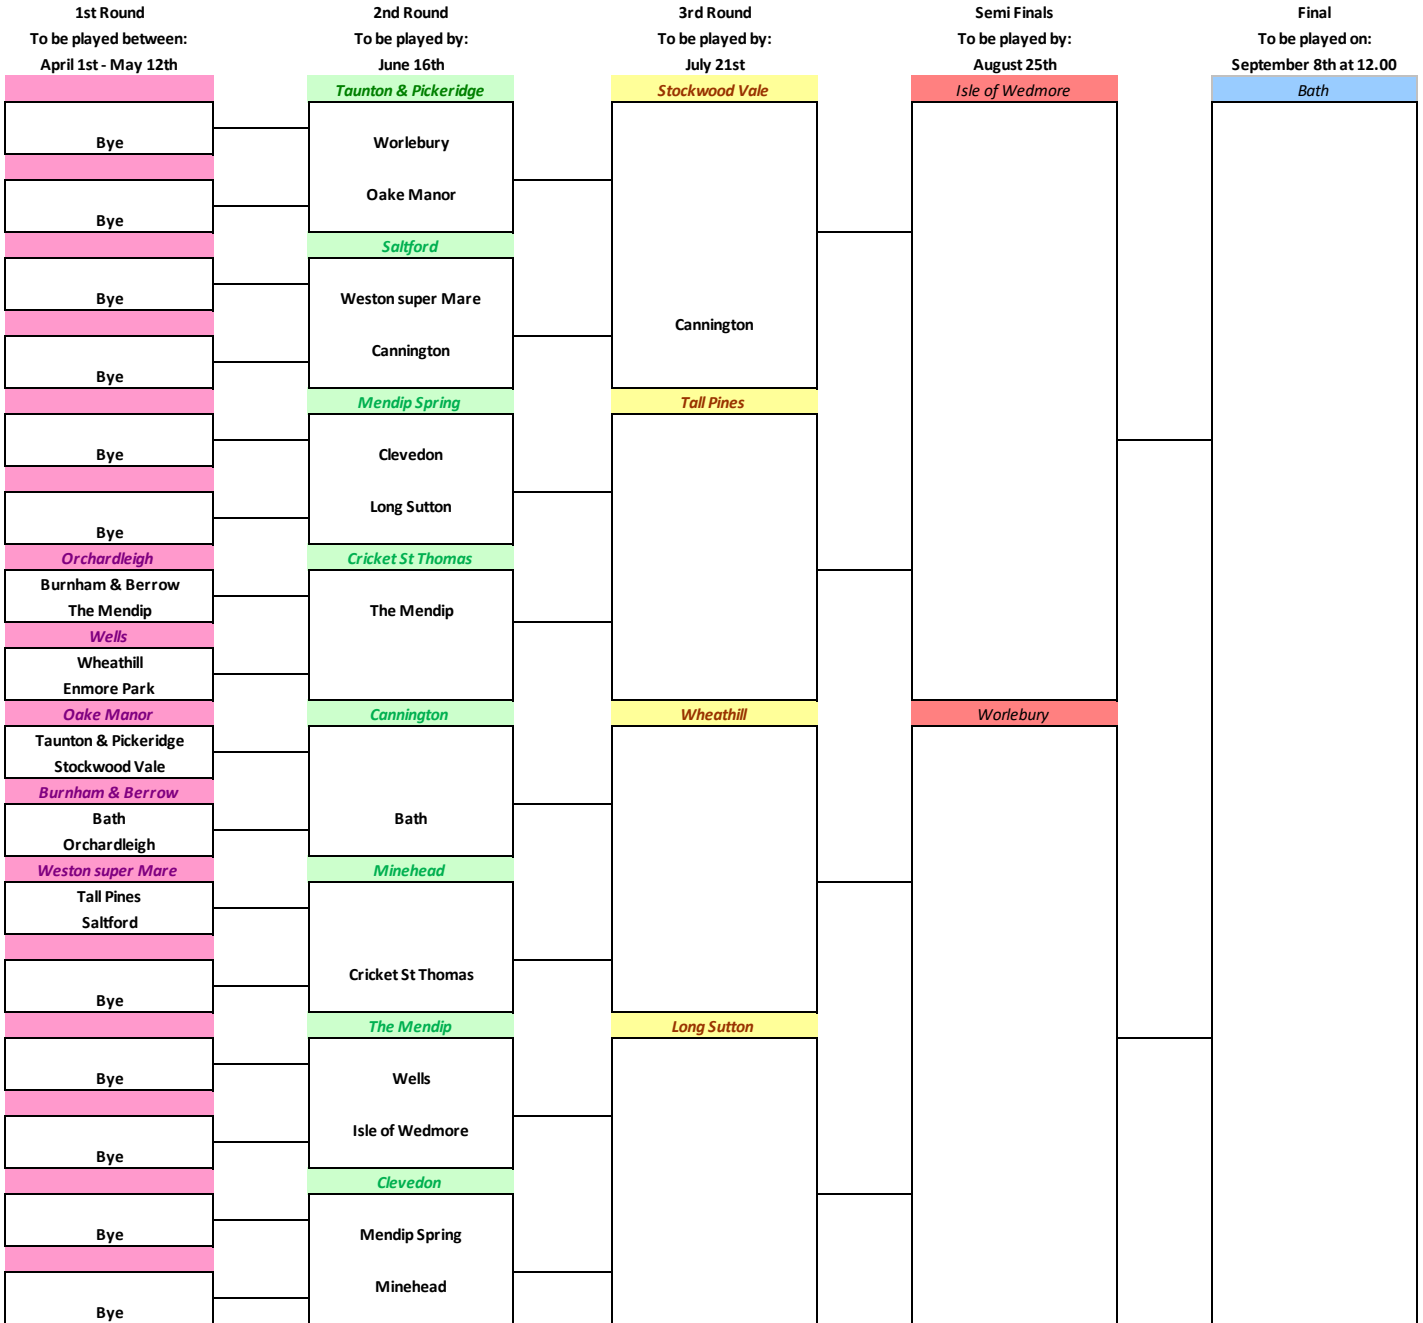 1st Round
To be played between:
April 1st - May 12th
2nd Round
To be played by:
June 16th
3rd Round
To be played by:
July 21st
Semi Finals
To be played by:
August 25th
Final
To be played on:
September 8th at 12.00
Bye
Bye
Bye
Bye
Bye
Bye
Orchardleigh
Burnham & Berrow
The Mendip
Wells
Wheathill
Enmore Park
Oake Manor
Taunton & Pickeridge
Stockwood Vale
Burnham & Berrow
Bath
Orchardleigh
Weston super Mare
Tall Pines
Saltford
Bye
Bye
Bye
Bye
Bye
Taunton & Pickeridge
Worlebury
Oake Manor
Saltford
Weston super Mare
Cannington
Mendip Spring
Clevedon
Long Sutton
Cricket St Thomas
The Mendip
Cannington
Bath
Minehead
Cricket St Thomas
The Mendip
Wells
Isle of Wedmore
Clevedon
Mendip Spring
Minehead
Stockwood Vale
Cannington
Tall Pines
Wheathill
Long Sutton
Isle of Wedmore
Worlebury
Bath